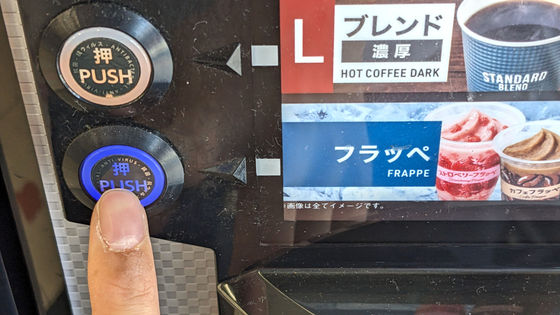 押
PUSH
L
ブレンド
濃厚
HOT COFFEE DARK
STANDARD
BLEND
押
PUSH
フラッペ
FRAPPE
ストロベリーフラッペ
カフェフラッペ
※画像は全てイメージです。